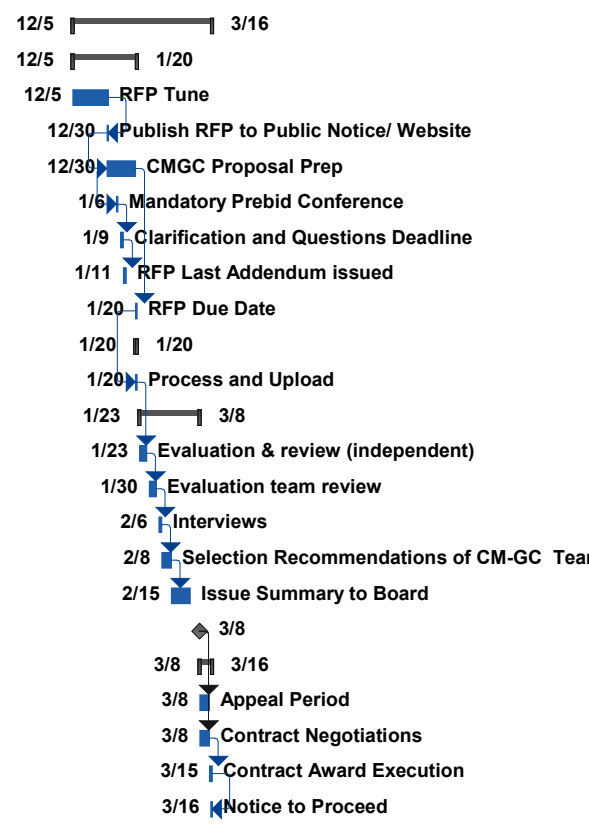 12/5 3/16
12/5 1/20
12/5 RFP Tune
12/30 Publish RFP to Public Notice/ Website
12/30 CMGC Proposal Prep
1/6 Mandatory Prebid Conference
1/9 Clarification and Questions Deadline
1/11 RFP Last Addendum issued
1/20 RFP Due Date
1/20 1/20
1/20 Process and Upload
1/23 3/8
1/23 Evaluation & review (independent)
1/30 Evaluation team review
2/6 Interviews
2/8 Selection Recommendations of CM-GC Tear
2/15 Issue Summary to Board
3/8
3/8 3/16
3/8 Appeal Period
3/8 Contract Negotiations
3/15 Contract Award Execution
3/16 Notice to Proceed